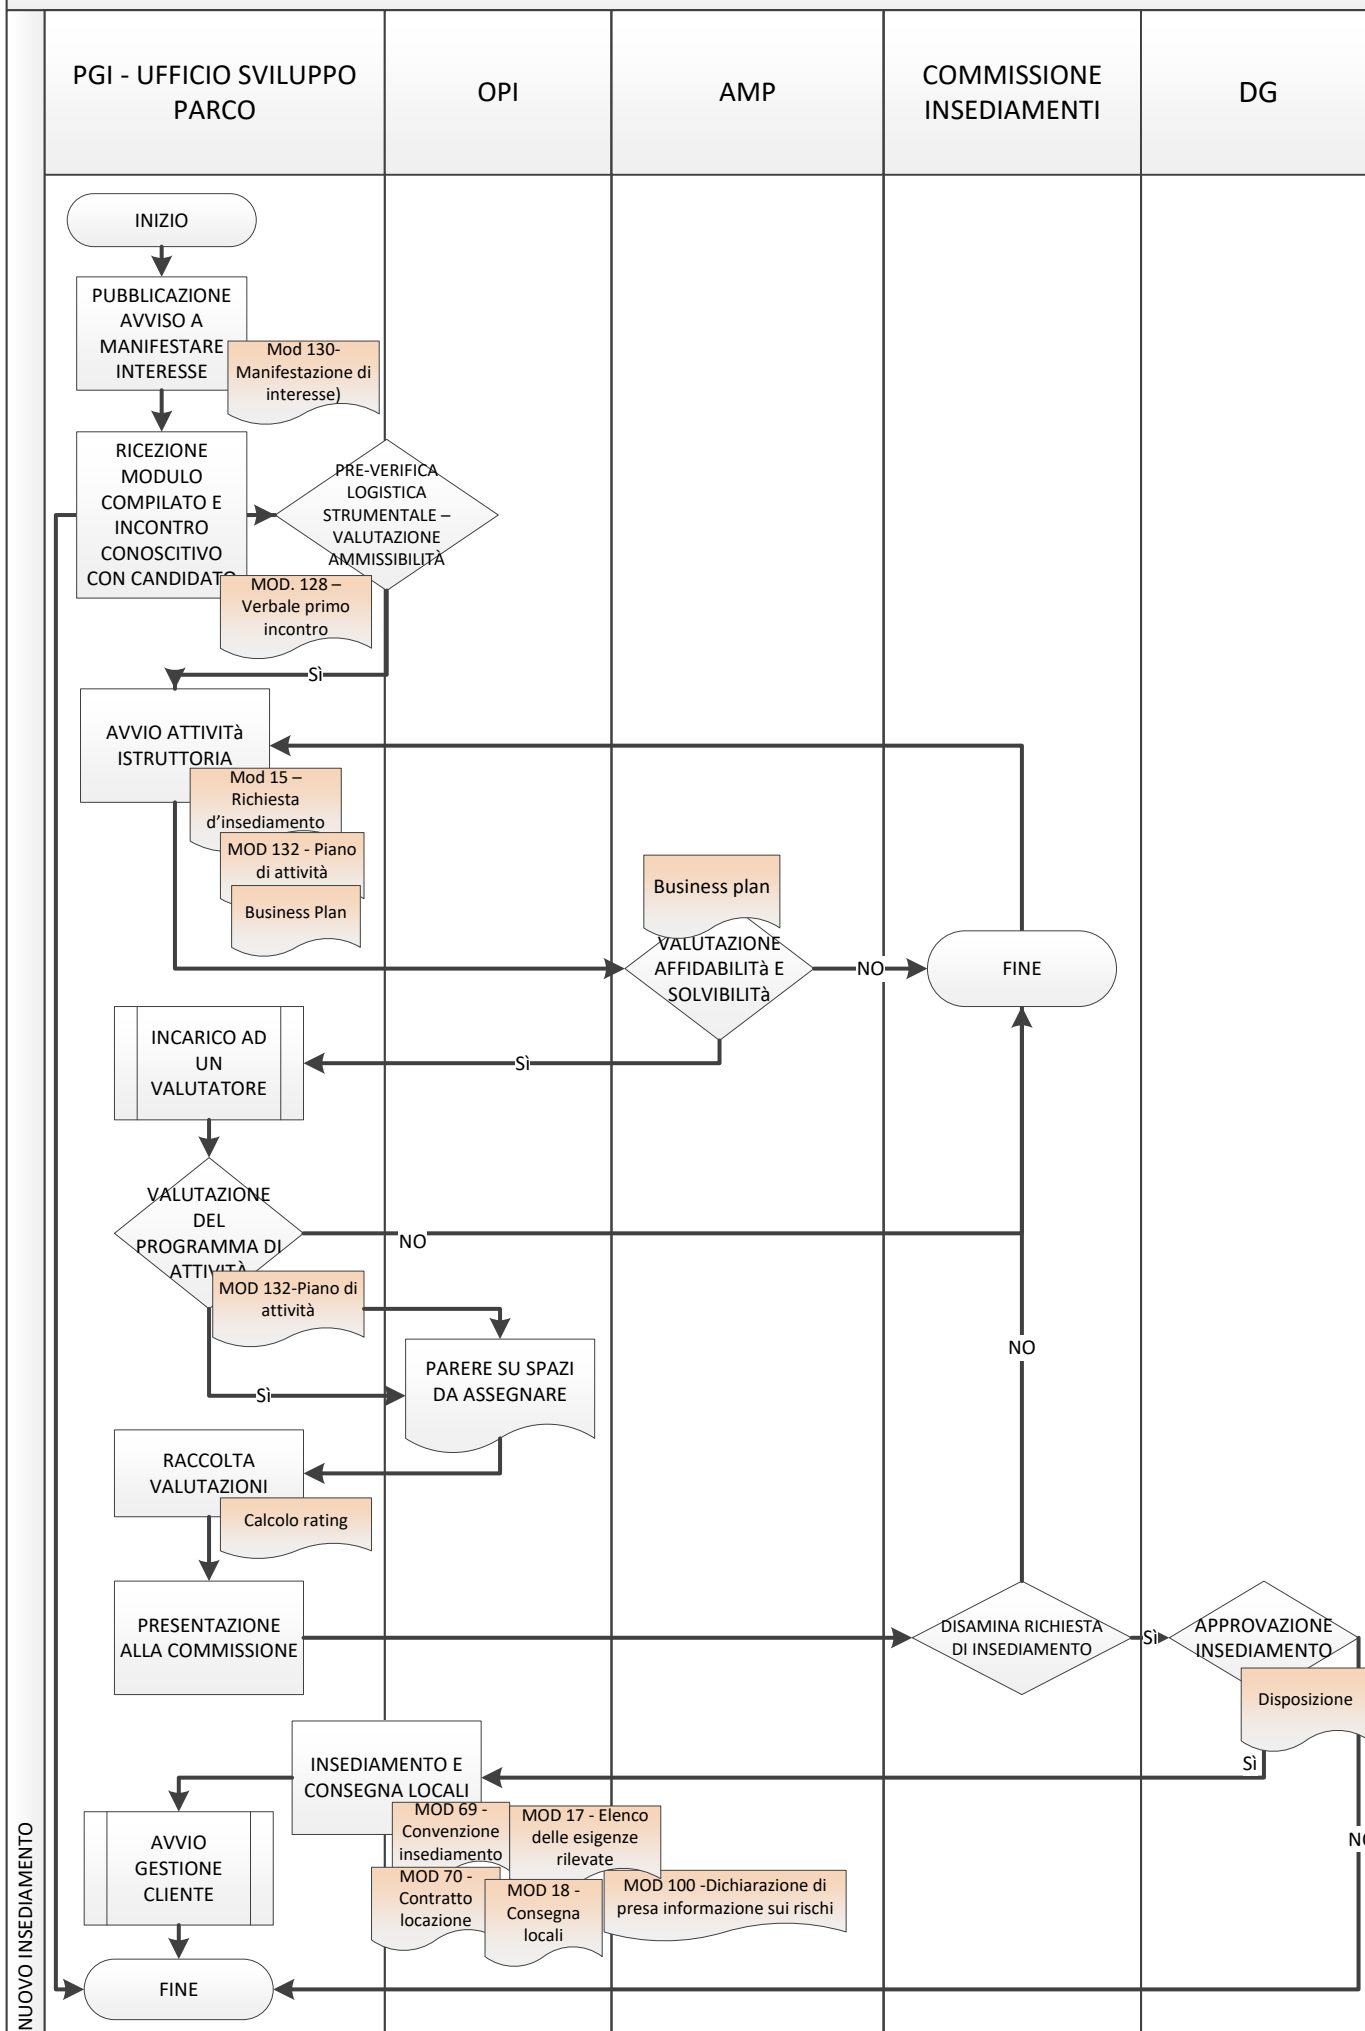 PGI - UFFICIO SVILUPPO
PARCO
OPI
AMP
COMMISSIONE
INSEDIAMENTI
DG
INIZIO
PUBBLICAZIONE
AVVISO A
MANIFESTARE
INTERESSE
Mod 130-
Manifestazione di
interesse)
RICEZIONE
MODULO
COMPILATO E
INCONTRO
CONOSCITIVO
CON CANDIDATO
PRE-VERIFICA
LOGISTICA
STRUMENTALE –
VALUTAZIONE
AMMISSIBILITÀ
MOD. 128 –
Verbale primo
incontro
Sì
AVVIO ATTIVITà
ISTRUTTORIA
Mod 15 –
Richiesta
d'insediamento
MOD 132 - Piano
di attività
Business Plan
Business plan
VALUTAZIONE
AFFIDABILITà E
SOLVIBILITà
NO
FINE
INCARICO AD
UN
VALUTATORE
Sì
VALUTAZIONE
DEL
PROGRAMMA DI
ATTIVITÀ
NO
MOD 132-Piano di
attività
PARERE SU SPAZI
DA ASSEGNARE
Sì
NO
RACCOLTA
VALUTAZIONI
Calcolo rating
PRESENTAZIONE
ALLA COMMISSIONE
DISAMINA RICHIESTA
DI INSEDIAMENTO
Sì
APPROVAZIONE
INSEDIAMENTO
Disposizione
Sì
INSEDIAMENTO E
CONSEGNA LOCALI
MOD 69 -
Convenzione
insediamento
MOD 17 - Elenco
delle esigenze
rilevate
MOD 70 -
Contratto
locazione
MOD 18 -
Consegna
locali
MOD 100 -Dichiarazione di
presa informazione sui rischi
AVVIO
GESTIONE
CLIENTE
FINE
NUOVO INSEDIAMENTO